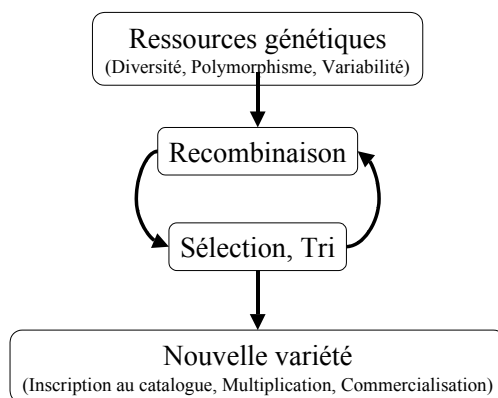 Ressources génétiques
(Diversité, Polymorphisme, Variabilité)
Recombinaison
Sélection, Tri
Nouvelle variété
(Inscription au catalogue, Multiplication, Commercialisation)